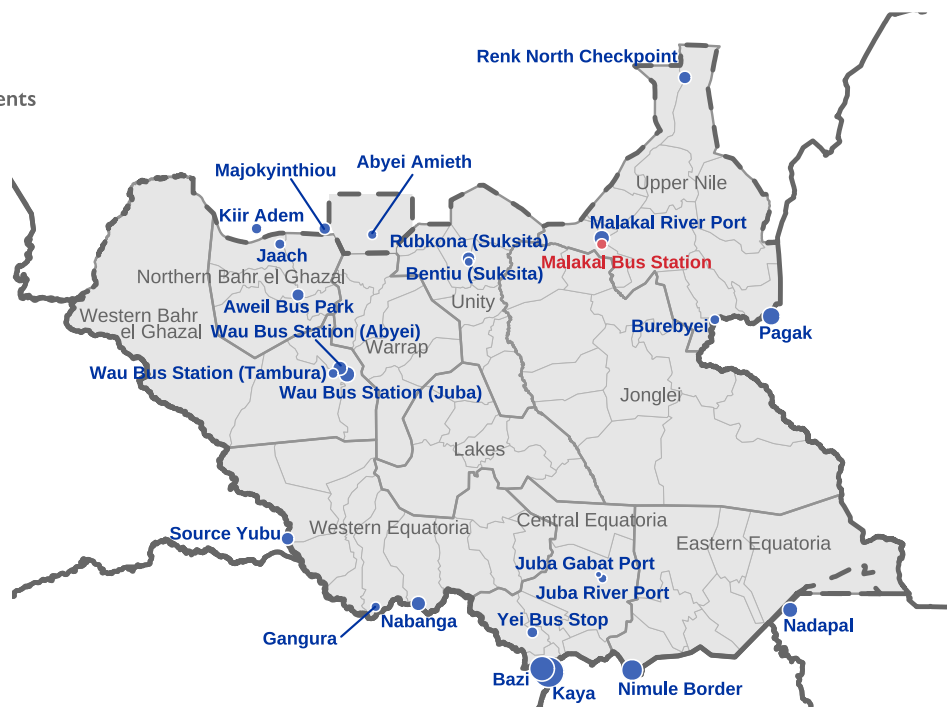 Renk North Checkpoint
ents
Abyei Amieth
Majokyinthiou
Upper Nile
Kiir Adem
Malakal River Port
Rubkona (Suksita)
Jaach
Malakal Bus Station
Bentiu (Suksita)
Northern Bahr el Ghazal
Unity
Aweil Bus Park
Western Bahr
el Ghazal
Wau Bus Station (Abyei)
Burebyei
Pagak
Warrap
Wau Bus Station (Tambura)
Wau Bus Station (Juba)
Jonglei
Lakes
Central Equatoria
Western Equatoria
Source Yubu
Eastern Equatoria
Juba Gabat Port
Juba River Port
Nabanga
Yei Bus Stop
Nadapal
Gangura
Bazi
Kaya
Nimule Border